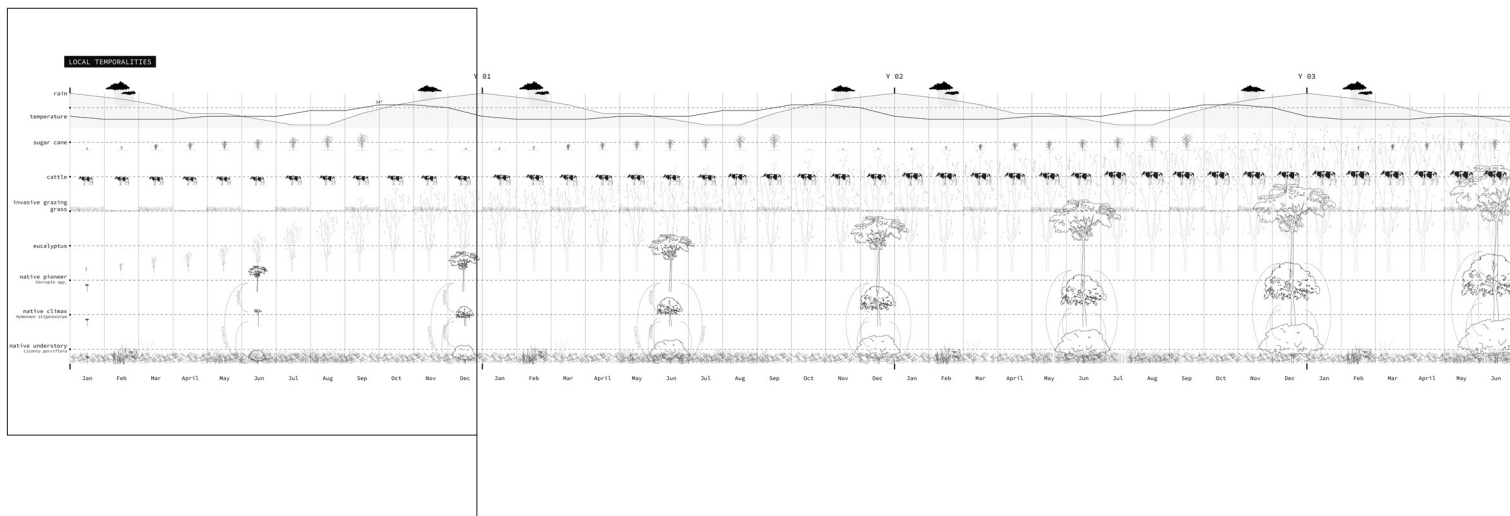 LOCAL TEMPORALITIES
Y 01
Y 02
Y 03
rain
temperature
sugar cane
cattle
invasive grazing
grass
eucalyptus
native pioneer
Cecropia spp.
native climax
Hymenaea stigonocarpa
native understory
Licania parvifolia
Jan Feb Mar April May Jun Jul Aug Sep Oct Nov Dec Jan Feb Mar April May Jun Jul Aug Sep Oct Nov Dec Jan Feb Mar April May Jun Jul Aug Sep Oct Nov Dec Jan Feb Mar April May Jun